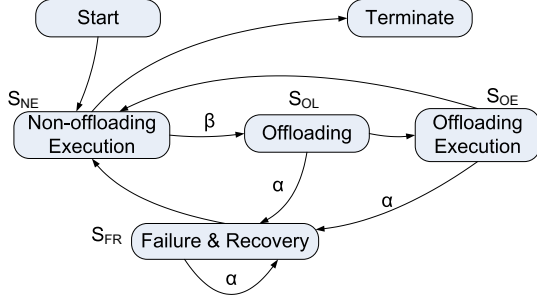 Start
Terminate
S_NE
Non-offloading
Execution
β
S_OL
Offloading
S_OE
Offloading
Execution
α
α
S_FR
Failure & Recovery
α